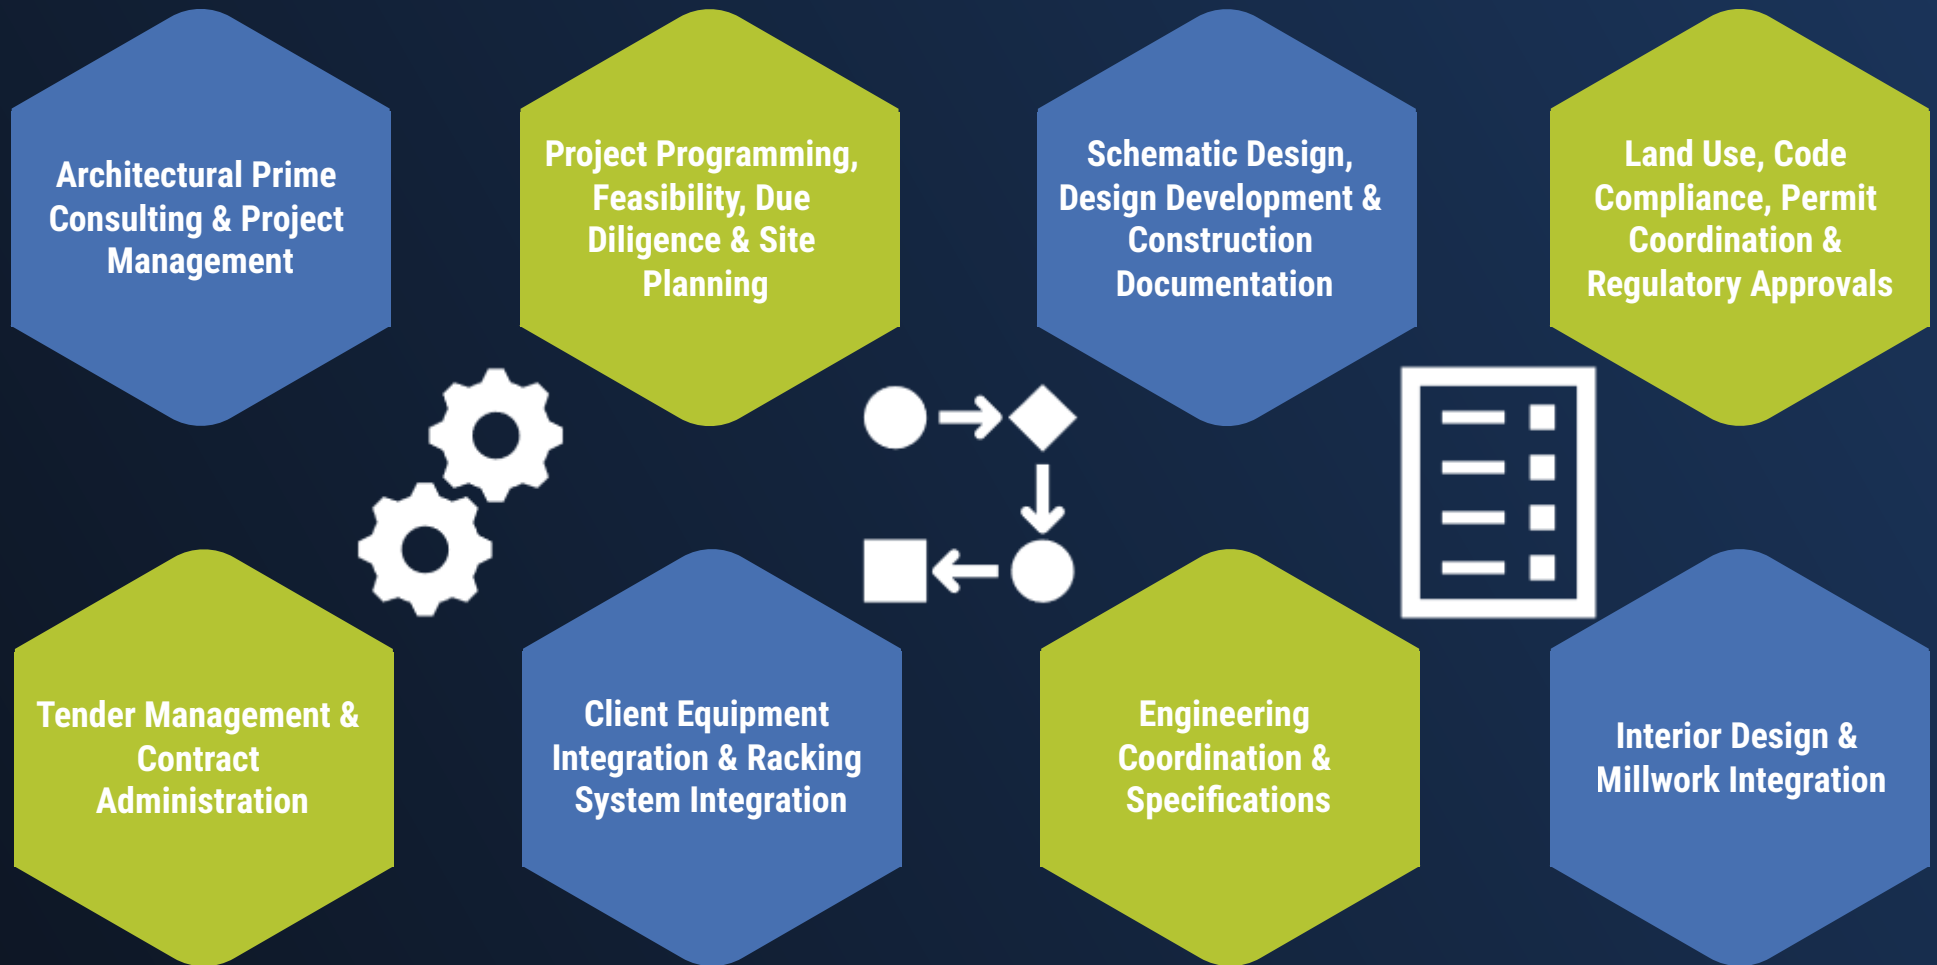 Architectural Prime
Consulting & Project
Management
Project Programming,
Feasibility, Due
Diligence & Site
Planning
Schematic Design,
Design Development &
Construction
Documentation
Land Use, Code
Compliance, Permit
Coordination &
Regulatory Approvals
Tender Management &
Contract
Administration
Client Equipment
Integration & Racking
System Integration
Engineering
Coordination &
Specifications
Interior Design &
Millwork Integration